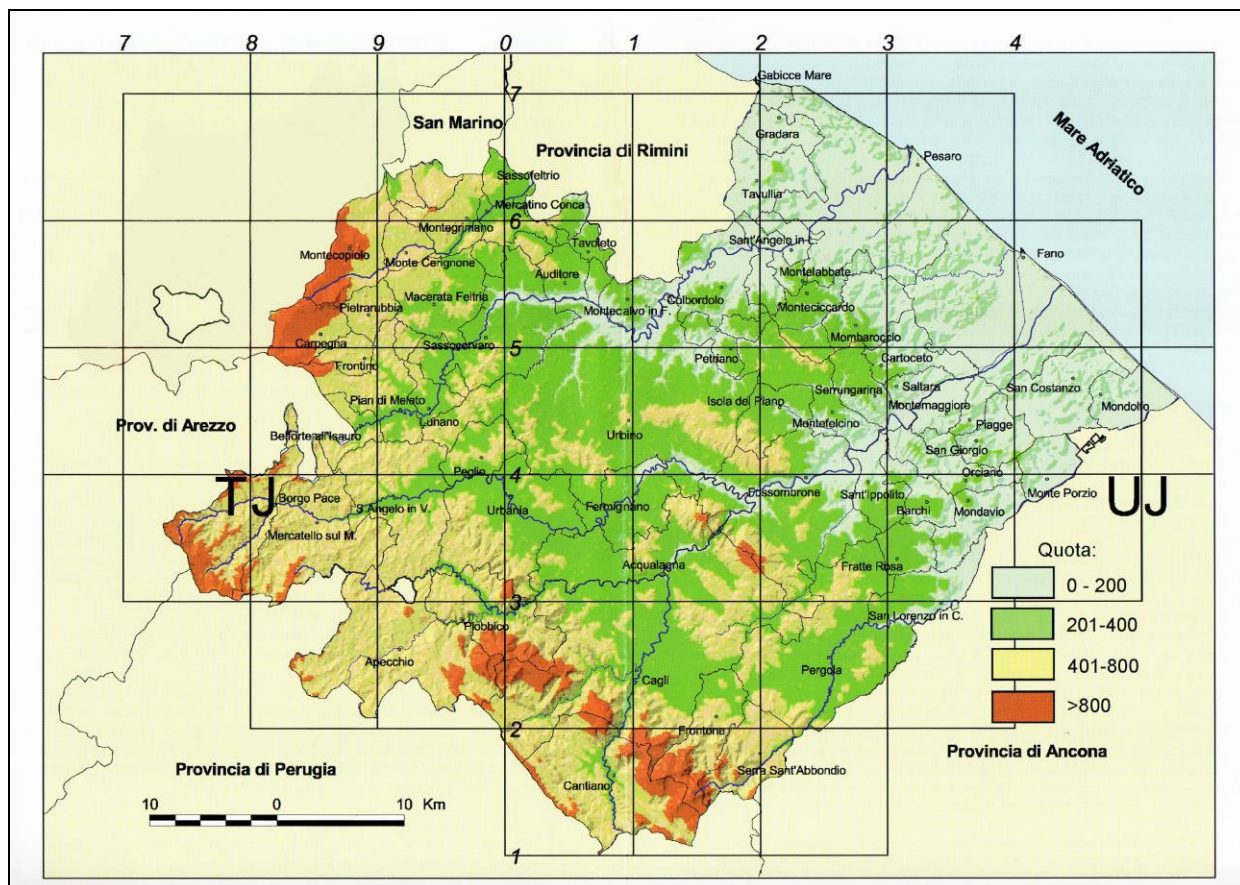 7 8 9 0 1 2 3 4
Gabicce Mare
7
San Marino
Gradara
Mare Adriatico
Provincia di Rimini
Pesaro
Sassofeltrio
Tavullia
Mercatino Conca
6
Montegrimano
Sant'Angelo in L.
Tavoleto
Montecopiolo
Fano
Monte Cerignone
Auditore
Montelabbate
Macerata Feltria
Colbordolo
Pietrarubbia
Montecalvo in F.
Monteciccardo
Mombaroccio
Carpegna
Sassocorvaro
5
Petriano
Cartoceto
Frontino
Serrungarina
Saltara
San Costanzo
Pian di Meleto
Isola del Piano
Montemaggiore
Mondolfo
Prov. di Arezzo
Lunano
Montefelcino
Piagge
Belforte all'Isauro
Urbino
San Giorgio
Peglio
4
Orciano
TJ
Borgo Pace
Fossombrone
Sant'Ippolito
Monte Porzio
UJ
S.Angelo in V.
Urbania
Fermignano
Barchi
Mondavio
Mercatello sul M.
Quota:
Acqualagna
Fratte Rosa
0 - 200
3
San Lorenzo in C.
201-400
Piobbico
Apecchio
Pergola
401-800
Cagli
>800
2
Frontone
Provincia di Ancona
Provincia di Perugia
Serra Sant'Abbondio
Cantiano
10 0 10 Km
1